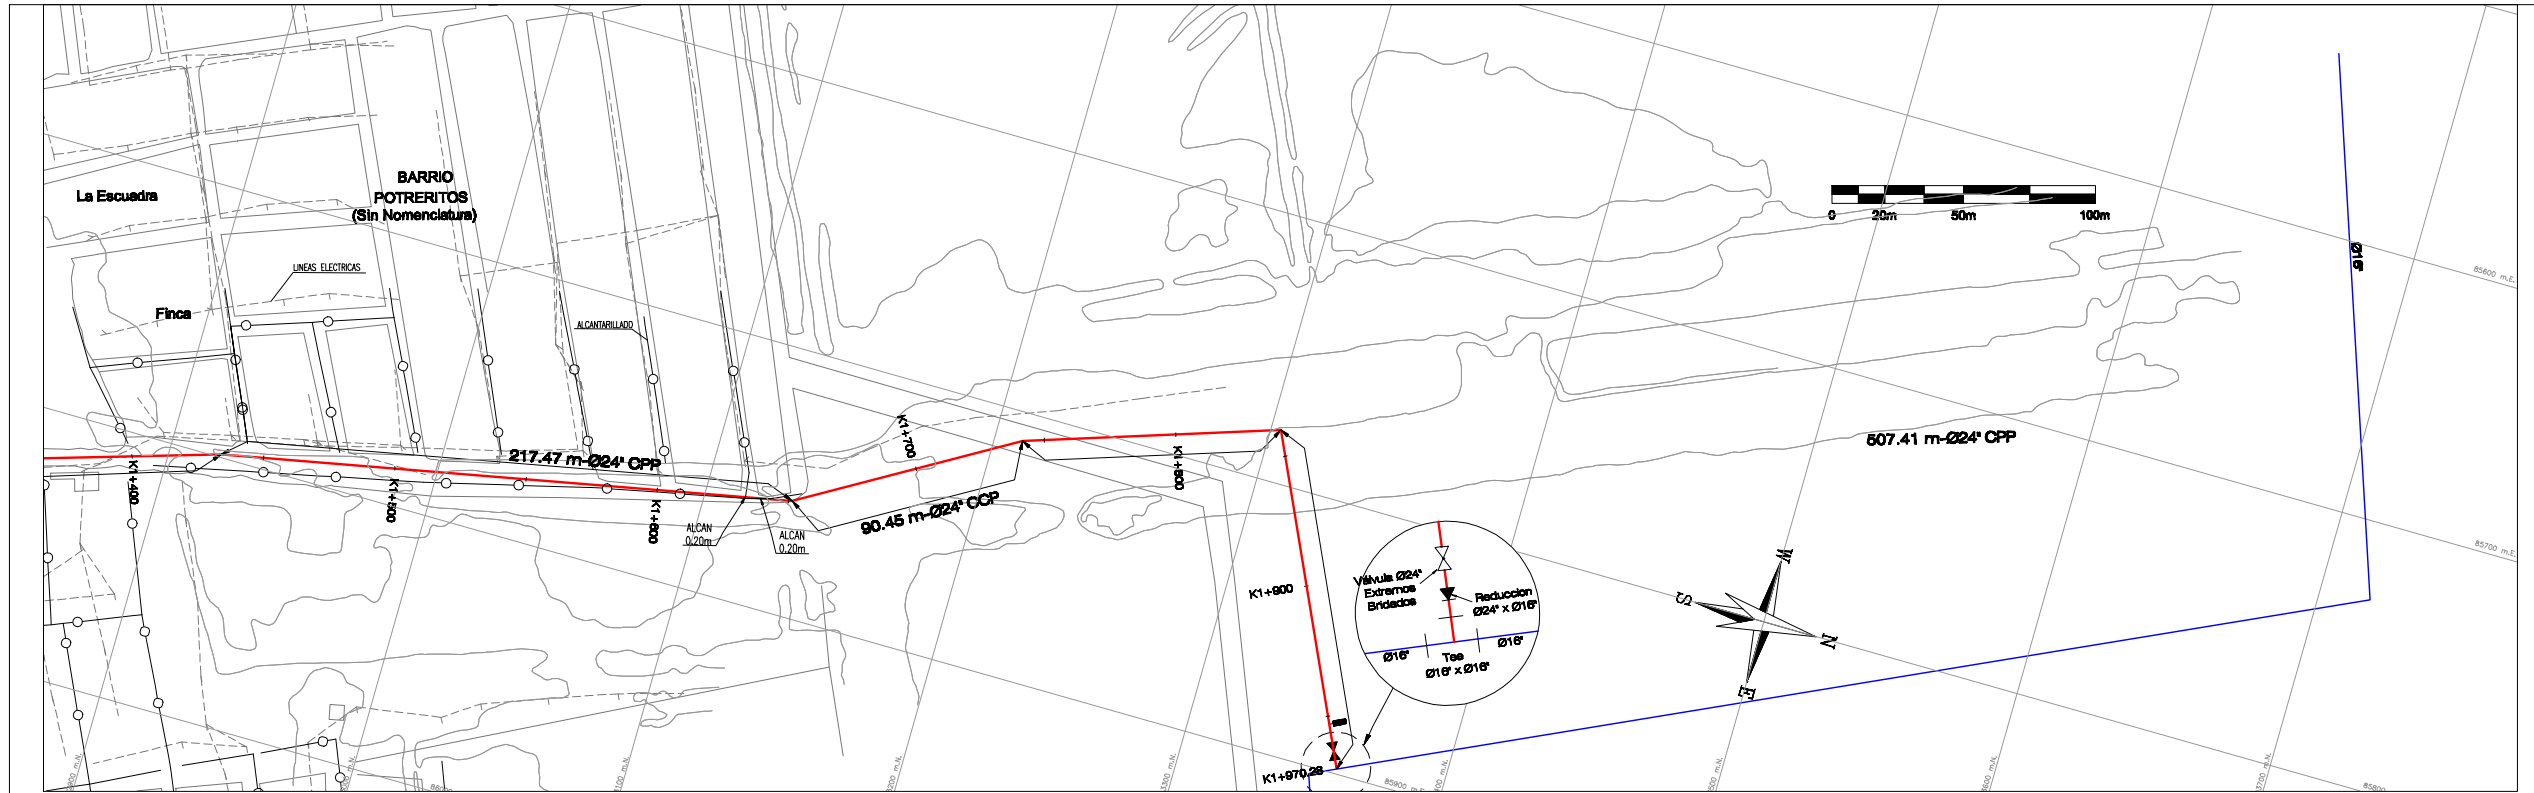 BARRIO
POTRERITOS
(Sin Nomenclatura)
La Escuadra
LINEAS ELECTRICAS
Finca
ALCANTARILLADO
0 20m 50m 100m
Ø16"
85600 m.E.
K1+700
217.47 m-Ø24" CPP
K1+400
K1+500
K1+600
K1+800
507.41 m-Ø24" CPP
90.45 m-Ø24" CCP
ALCAN
0.20m
ALCAN
0.20m
85700 m.E.
Válvula Ø24"
Extremos
Bridados
Reducción
Ø24" x Ø16"
K1+900
Ø16"
Tee
Ø16" x Ø16"
Ø16"
W
S
N
E
K1+970.28